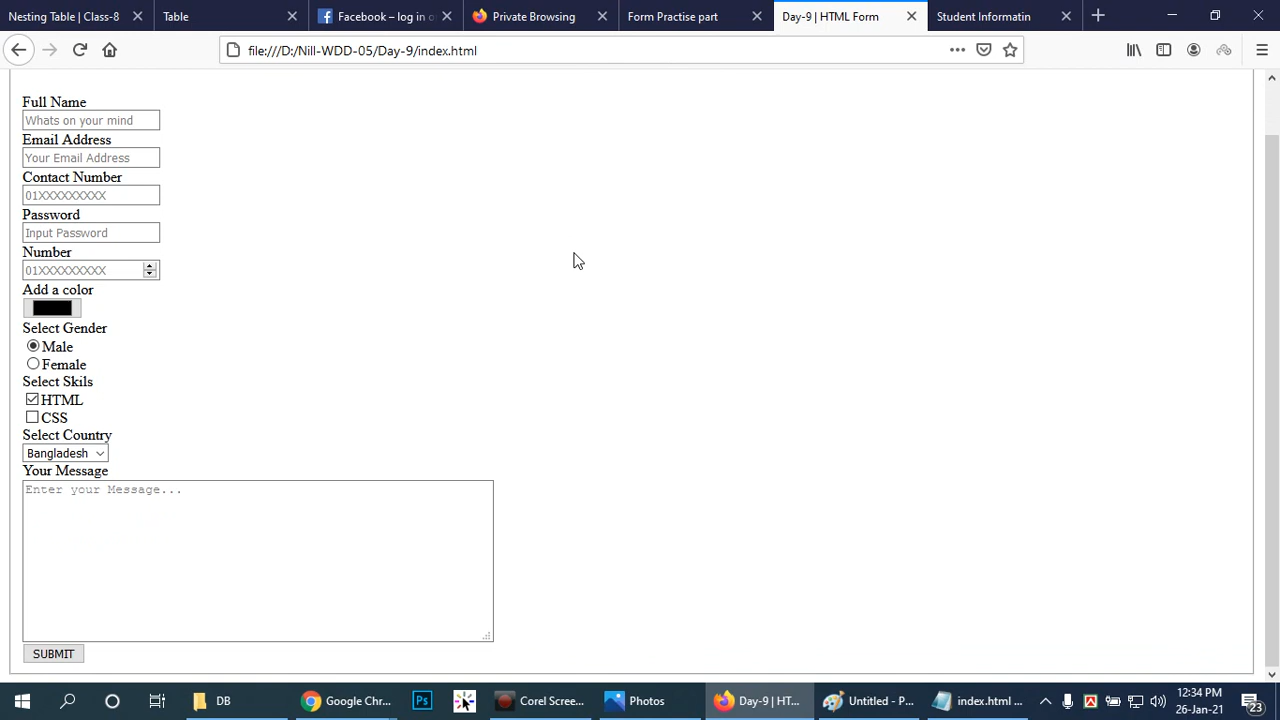 Nesting Table | Class-8
Table
Facebook – log in o
Private Browsing
Form Practise part
Day-9 | HTML Form
Student Informatin
file:///D:/Nill-WDD-05/Day-9/index.html
Full Name
Whats on your mind
Email Address
Your Email Address
Contact Number
01XXXXXXXXX
Password
Input Password
Number
01XXXXXXXXX
Add a color
Select Gender
Male
Female
Select Skils
HTML
CSS
Select Country
Bangladesh
Your Message
Enter your Message...
SUBMIT
DB
Google Chr...
Ps
Corel Scree...
Photos
Day-9 | HT...
Untitled - P...
index.html ...
A
12:34 PM
26-Jan-21
23